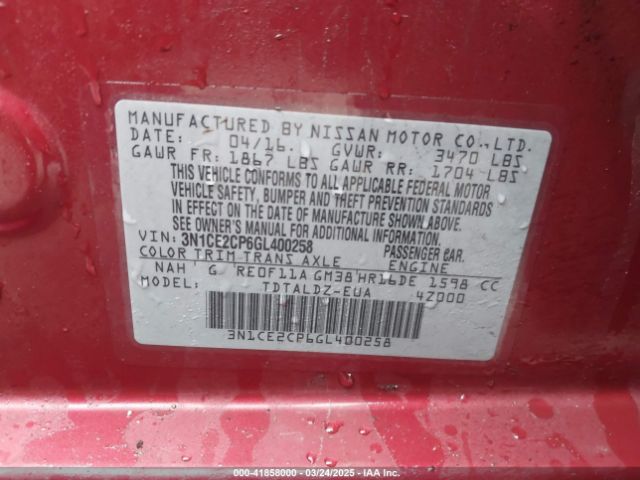 MANUFACTURED BY NISSAN MOTOR CO.,LTD.
DATE: 04/16 GVWR: 3470 LBS
GAWR FR: 1867 LBS GAWR RR: 1704 LBS
THIS VEHICLE CONFORMS TO ALL APPLICABLE FEDERAL MOTOR
VEHICLE SAFETY, BUMPER AND THEFT PREVENTION STANDARDS
IN EFFECT ON THE DATE OF MANUFACTURE SHOWN ABOVE.
SEE OWNER'S MANUAL FOR ADDITIONAL INFORMATION.
VIN: 3N1CE2CP6GL400258 PASSENGER CAR.
COLOR TRIM TRANS AXLE ENGINE
NAH G RE0F11A GM38 HR16DE 1598 CC
MODEL: TDTALDZ-EUA 4Z000
3N1CE2CP6GL400258
000-41858000 - 03/24/2025 - IAA Inc.